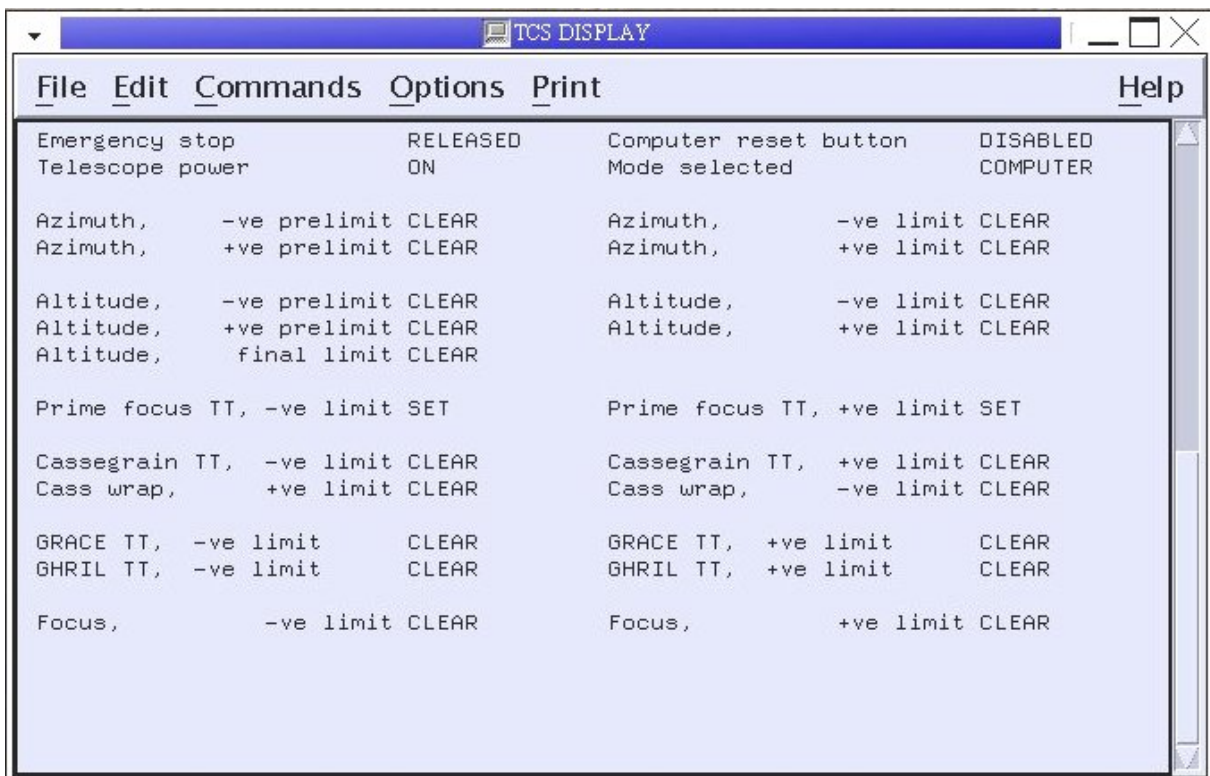 TCS DISPLAY
File Edit Commands Options Print Help
Emergency stop RELEASED Computer reset button DISABLED
Telescope power ON Mode selected COMPUTER
Azimuth, -ve prelimit CLEAR Azimuth, -ve limit CLEAR
Azimuth, +ve prelimit CLEAR Azimuth, +ve limit CLEAR
Altitude, -ve prelimit CLEAR Altitude, -ve limit CLEAR
Altitude, +ve prelimit CLEAR Altitude, +ve limit CLEAR
Altitude, final limit CLEAR
Prime focus TT, -ve limit SET Prime focus TT, +ve limit SET
Cassegrain TT, -ve limit CLEAR Cassegrain TT, +ve limit CLEAR
Cass wrap, +ve limit CLEAR Cass wrap, -ve limit CLEAR
GRACE TT, -ve limit CLEAR GRACE TT, +ve limit CLEAR
GHRIL TT, -ve limit CLEAR GHRIL TT, +ve limit CLEAR
Focus, -ve limit CLEAR Focus, +ve limit CLEAR